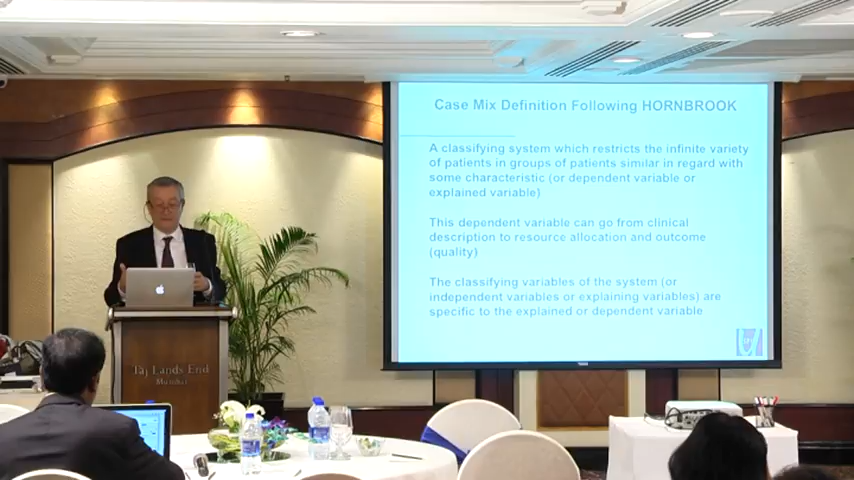 Case Mix Definition Following HORNBROOK
A classifying system which restricts the infinite variety
of patients in groups of patients similar in regard with
some characteristic (or dependent variable or
explained variable)
This dependent variable can go from clinical
description to resource allocation and outcome
(quality)
The classifying variables of the system (or
independent variables or explaining variables) are
specific to the explained or dependent variable
Taj Lands End
Mumbai